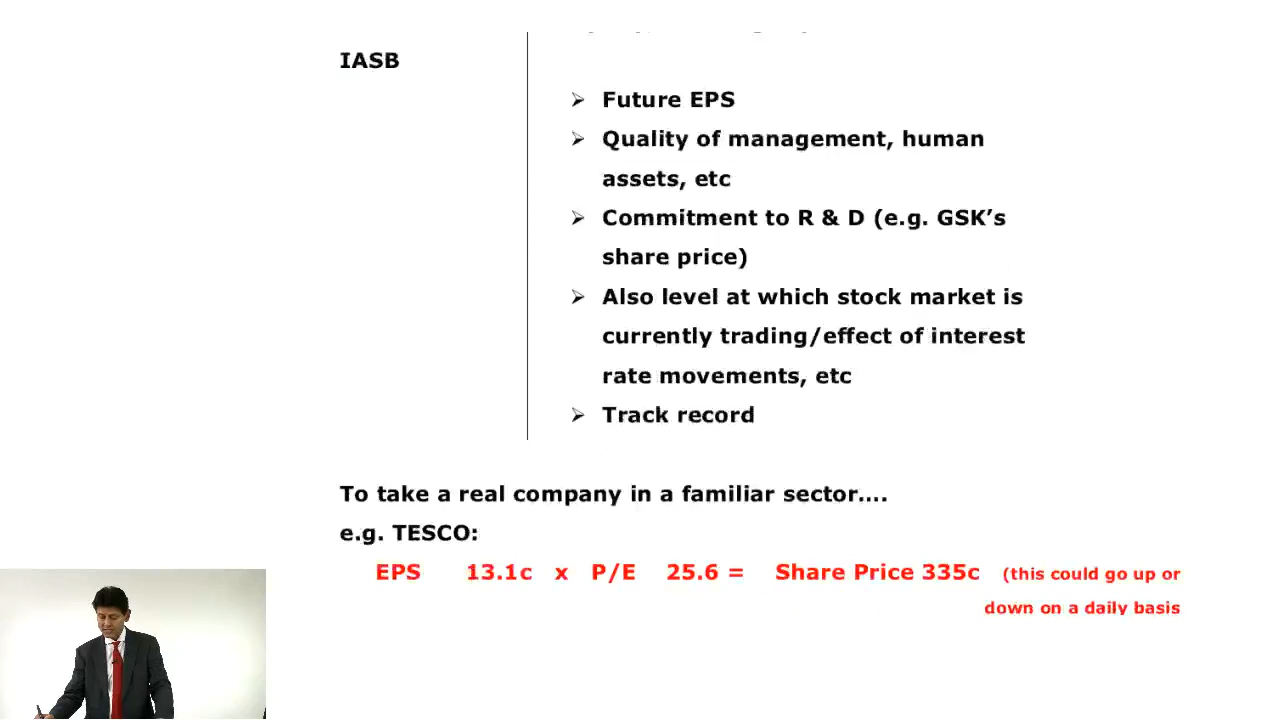 IASB
➢ Future EPS
➢ Quality of management, human
assets, etc
➢ Commitment to R & D (e.g. GSK’s
share price)
➢ Also level at which stock market is
currently trading/effect of interest
rate movements, etc
➢ Track record
To take a real company in a familiar sector....
e.g. TESCO:
EPS 13.1c x P/E 25.6 = Share Price 335c (this could go up or
down on a daily basis